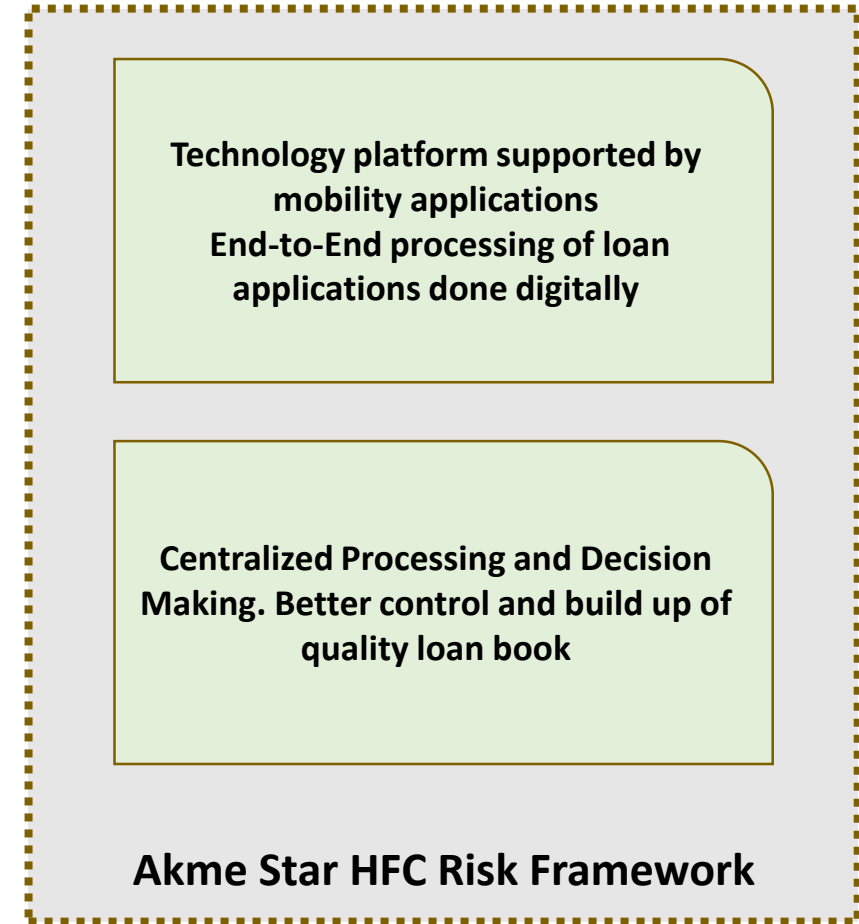 Technology platform supported by
mobility applications
End-to-End processing of loan
applications done digitally
Centralized Processing and Decision
Making. Better control and build up of
quality loan book
Akme Star HFC Risk Framework